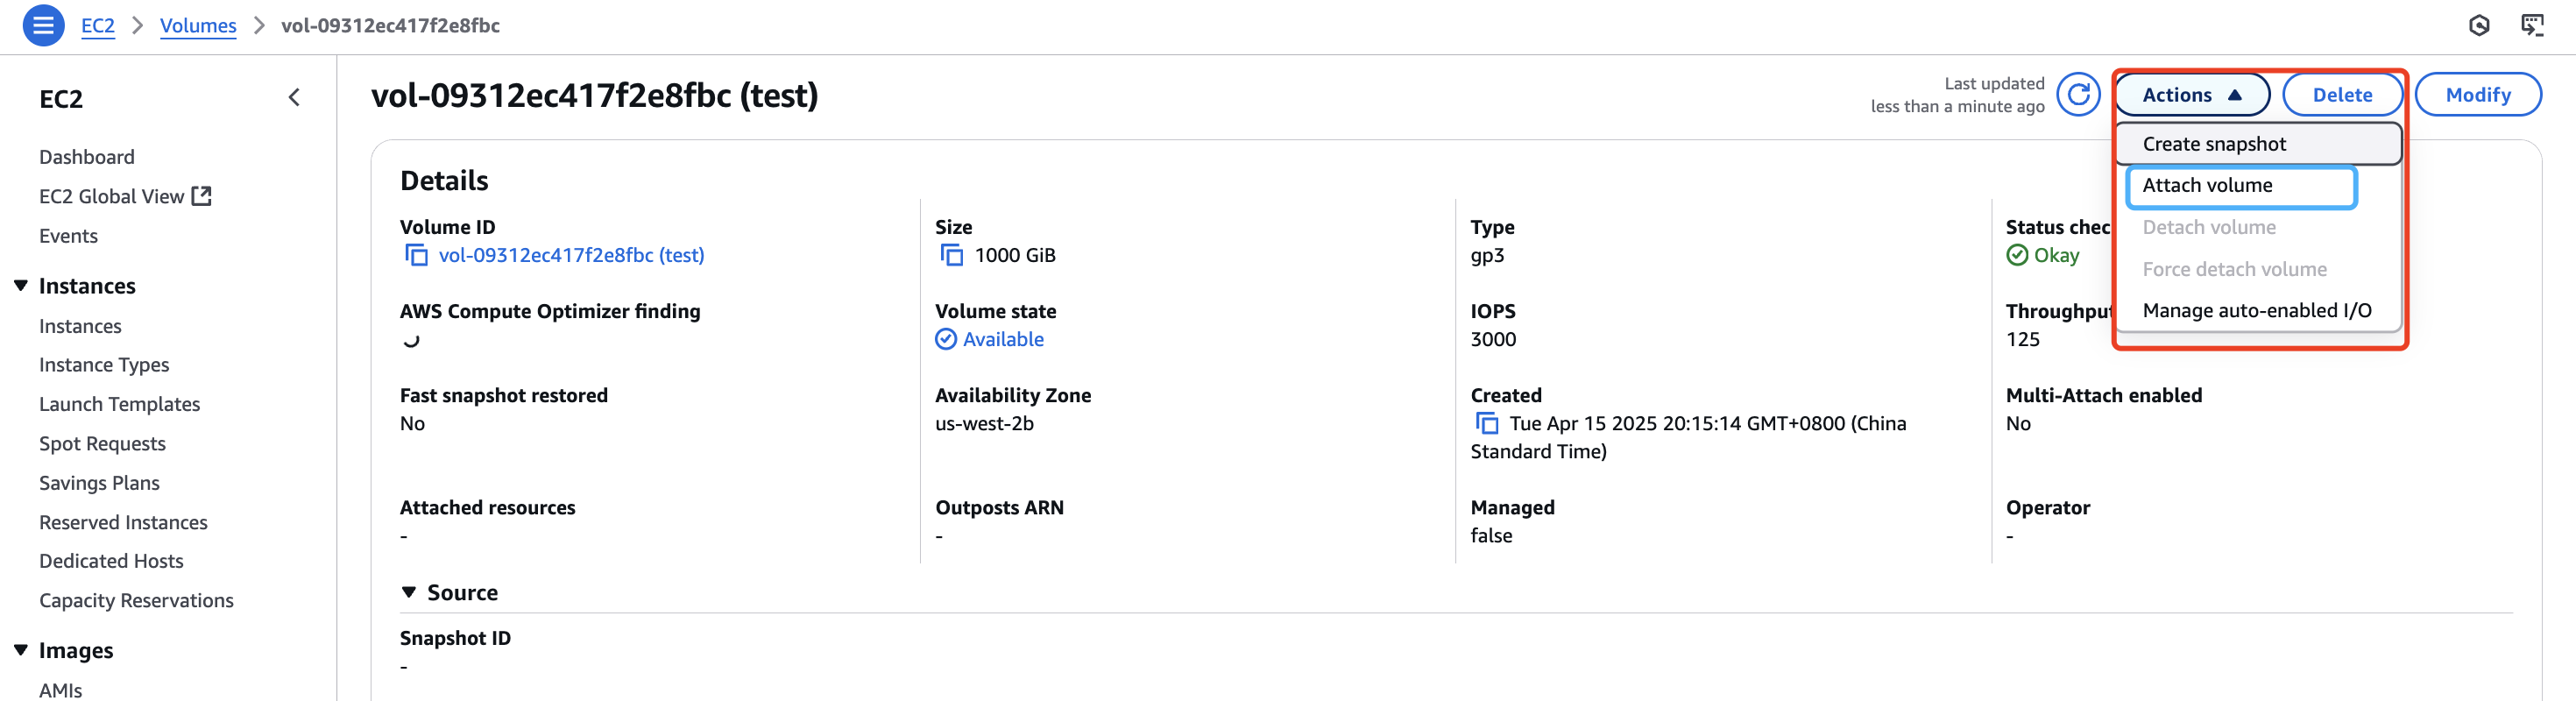 EC2 > Volumes > vol-09312ec417f2e8fbc
EC2
Dashboard
EC2 Global View
Events
Instances
Instances
Instance Types
Launch Templates
Spot Requests
Savings Plans
Reserved Instances
Dedicated Hosts
Capacity Reservations
Images
AMIs
vol-09312ec417f2e8fbc (test)
Last updated
less than a minute ago
Actions
Delete
Modify
Create snapshot
Attach volume
Detach volume
Force detach volume
Manage auto-enabled I/O
Details
Volume ID
vol-09312ec417f2e8fbc (test)
Size
1000 GiB
Type
gp3
Status chec
Okay
AWS Compute Optimizer finding
Volume state
Available
IOPS
3000
Throughput
125
Fast snapshot restored
No
Availability Zone
us-west-2b
Created
Tue Apr 15 2025 20:15:14 GMT+0800 (China
Standard Time)
Multi-Attach enabled
No
Attached resources
-
Outposts ARN
-
Managed
false
Operator
-
Source
Snapshot ID
-